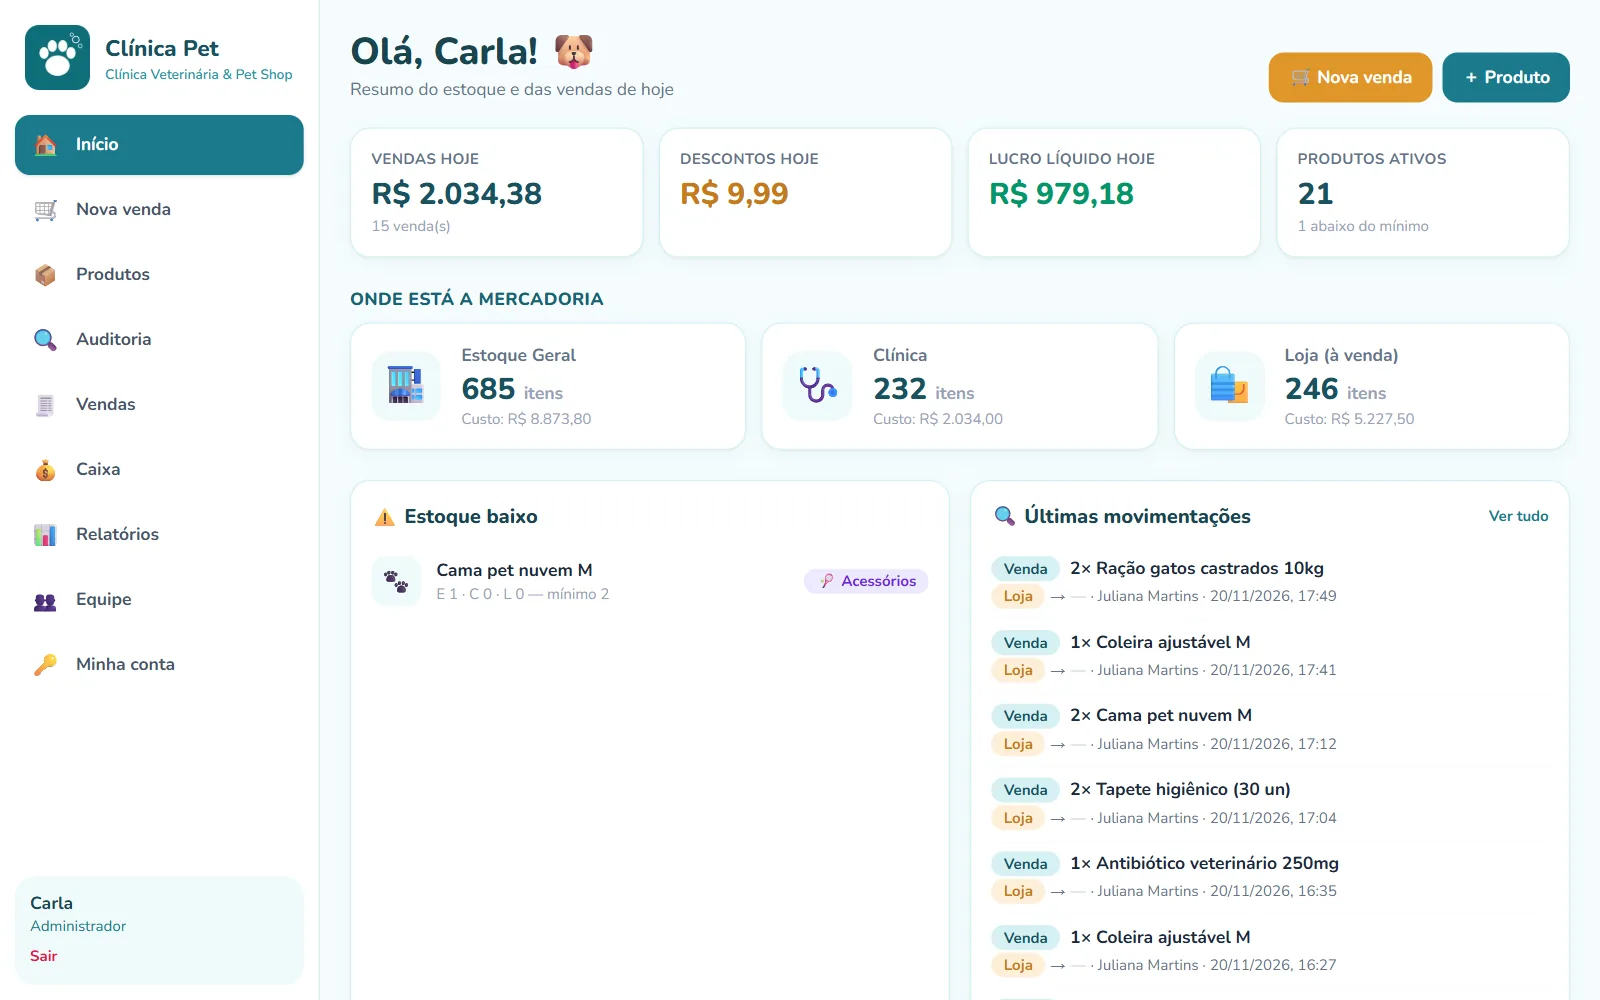 Clínica Pet
Clínica Veterinária & Pet Shop
Início
Nova venda
Produtos
Auditoria
Vendas
Caixa
Relatórios
Equipe
Minha conta
Carla
Administrador
Sair
Olá, Carla!
Resumo do estoque e das vendas de hoje
Nova venda
+ Produto
VENDAS HOJE
R$ 2.034,38
15 venda(s)
DESCONTOS HOJE
R$ 9,99
LUCRO LÍQUIDO HOJE
R$ 979,18
PRODUTOS ATIVOS
21
1 abaixo do mínimo
ONDE ESTÁ A MERCADORIA
Estoque Geral
685 itens
Custo: R$ 8.873,80
Clínica
232 itens
Custo: R$ 2.034,00
Loja (à venda)
246 itens
Custo: R$ 5.227,50
Estoque baixo
Cama pet nuvem M
E 1 · C 0 · L 0 — mínimo 2
Acessórios
Últimas movimentações
Ver tudo
Venda 2× Ração gatos castrados 10kg
Loja → — · Juliana Martins · 20/11/2026, 17:49
Venda 1× Coleira ajustável M
Loja → — · Juliana Martins · 20/11/2026, 17:41
Venda 2× Cama pet nuvem M
Loja → — · Juliana Martins · 20/11/2026, 17:12
Venda 2× Tapete higiênico (30 un)
Loja → — · Juliana Martins · 20/11/2026, 17:04
Venda 1× Antibiótico veterinário 250mg
Loja → — · Juliana Martins · 20/11/2026, 16:35
Venda 1× Coleira ajustável M
Loja → — · Juliana Martins · 20/11/2026, 16:27